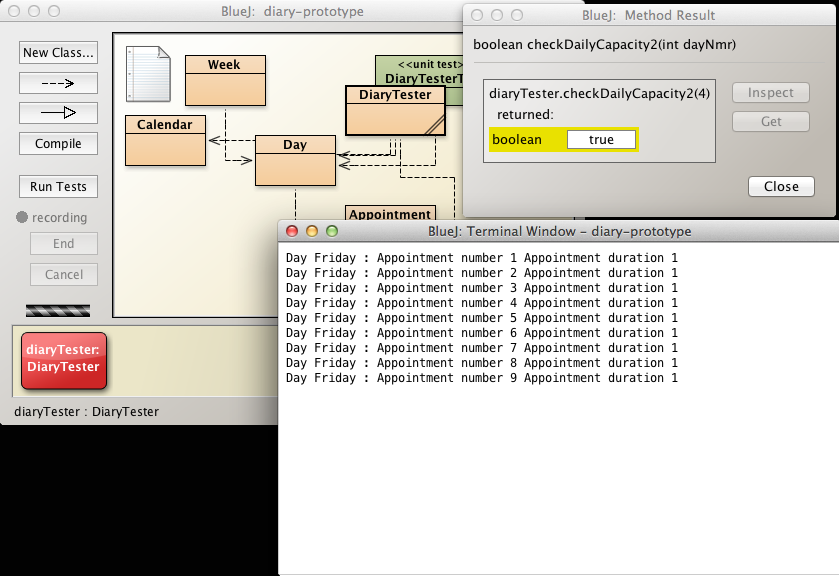 BlueJ: diary-prototype
New Class...
Compile
Run Tests
recording
End
Cancel
Week
<<unit test>>
DiaryTesterT
DiaryTester
Calendar
Day
Appointment
diaryTester:
DiaryTester
diaryTester : DiaryTester
BlueJ: Method Result
boolean checkDailyCapacity2(int dayNmr)
diaryTester.checkDailyCapacity2(4)
returned:
boolean true
Inspect
Get
Close
BlueJ: Terminal Window - diary-prototype
Day Friday : Appointment number 1 Appointment duration 1
Day Friday : Appointment number 2 Appointment duration 1
Day Friday : Appointment number 3 Appointment duration 1
Day Friday : Appointment number 4 Appointment duration 1
Day Friday : Appointment number 5 Appointment duration 1
Day Friday : Appointment number 6 Appointment duration 1
Day Friday : Appointment number 7 Appointment duration 1
Day Friday : Appointment number 8 Appointment duration 1
Day Friday : Appointment number 9 Appointment duration 1